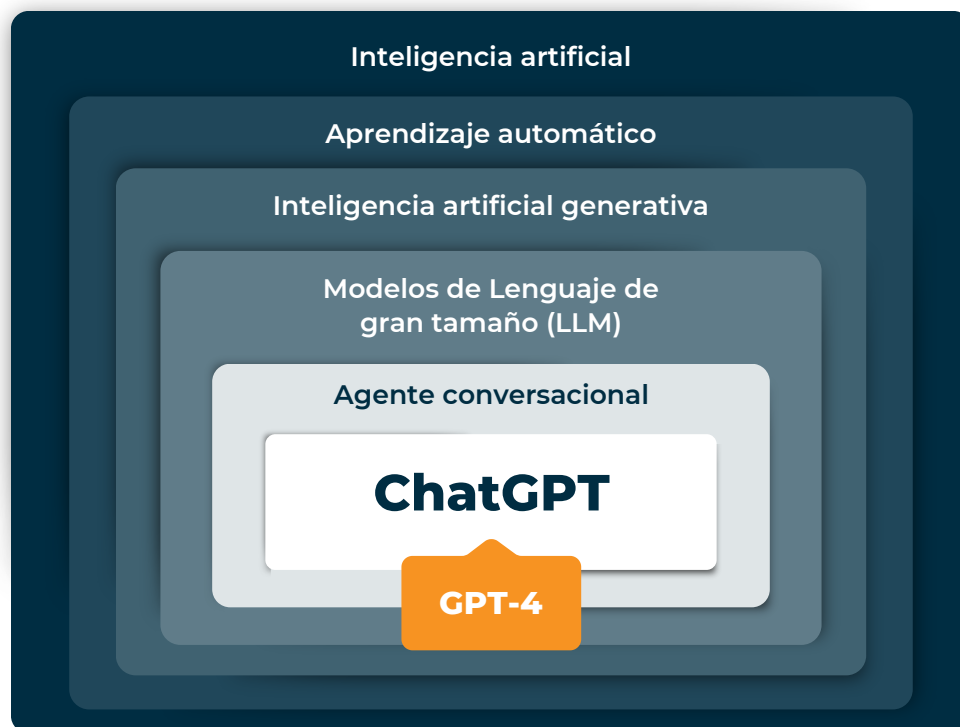 Inteligencia artificial
Aprendizaje automático
Inteligencia artificial generativa
Modelos de Lenguaje de
gran tamaño (LLM)
Agente conversacional
ChatGPT
GPT-4